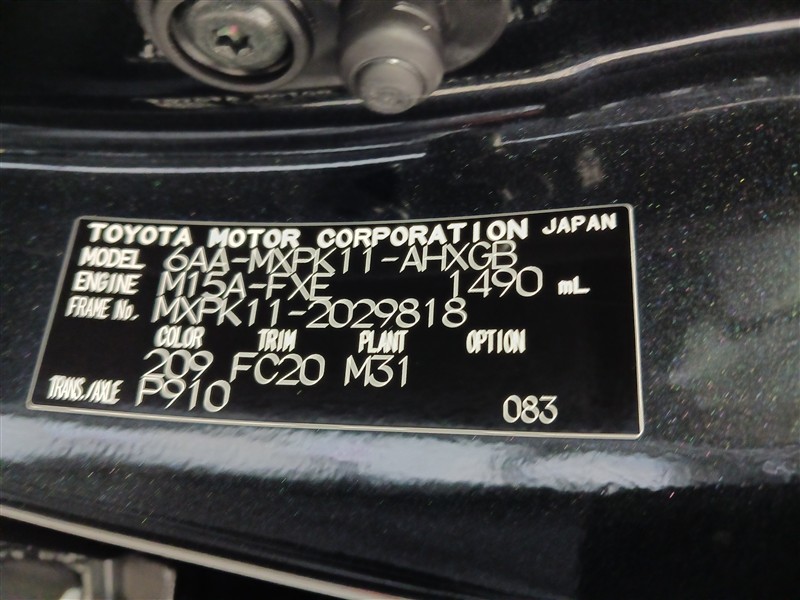 TOYOTA MOTOR CORPORATION JAPAN
MODEL 6AA-MXPK11-AHXGB
ENGINE M15A-FXE 1490 mL
FRAME No. MXPK11-2029818
COLOR TRIM PLANT OPTION
209 FC20 M31
TRANS./AXLE P910 083